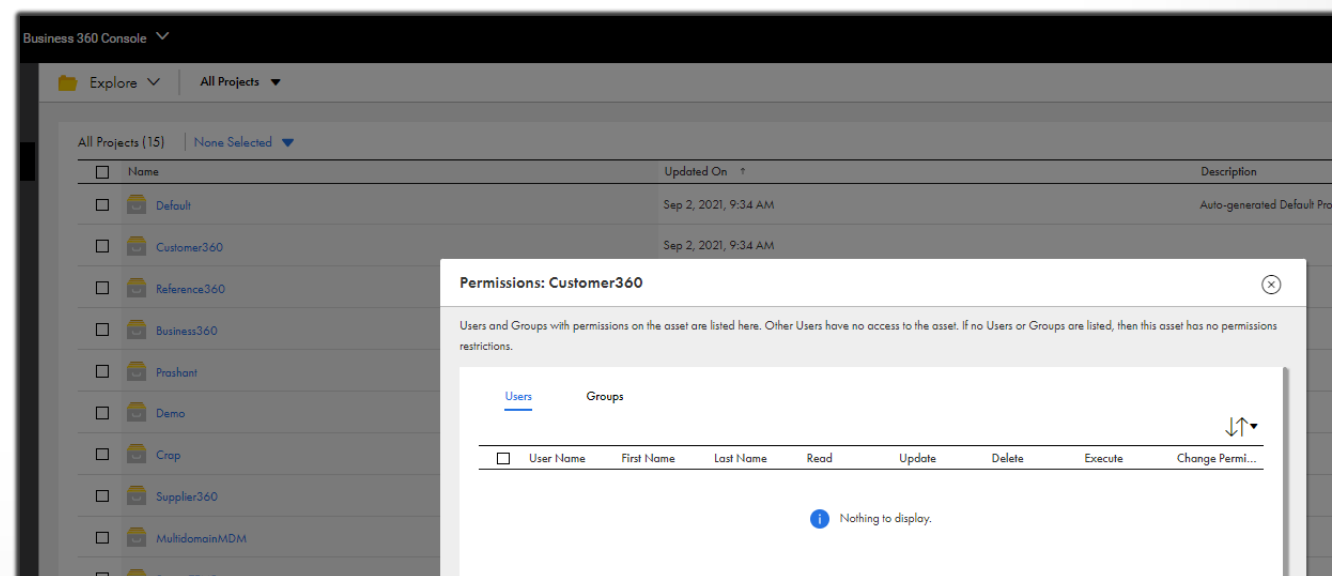 Business 360 Console
Explore All Projects
All Projects (15) None Selected
Name Updated On ↑ Description
Default Sep 2, 2021, 9:34 AM Auto-generated Default Pro
Customer360 Sep 2, 2021, 9:34 AM
Reference360
Business360
Prashant
Demo
Crap
Supplier360
MultidomainMDM
Permissions: Customer360
Users and Groups with permissions on the asset are listed here. Other Users have no access to the asset. If no Users or Groups are listed, then this asset has no permissions
restrictions.
Users Groups
User Name First Name Last Name Read Update Delete Execute Change Permi...
Nothing to display.